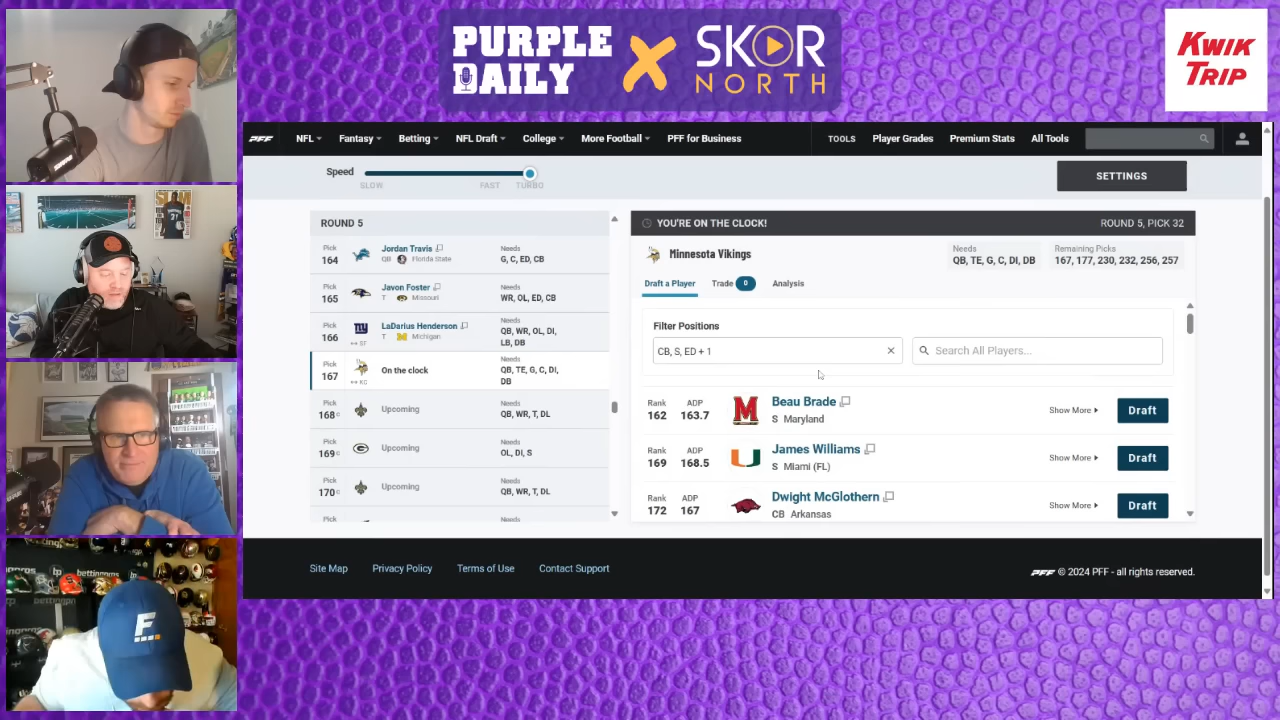 PURPLE DAILY X SKOR NORTH
KWIK TRIP
PFF NFL Fantasy Betting NFL Draft College More Football PFF for Business TOOLS Player Grades Premium Stats All Tools
Speed
SLOW FAST TURBO
SETTINGS
ROUND 5
Pick 164 Jordan Travis QB Florida State Needs G, C, ED, CB
Pick 165 Javon Foster T Missouri Needs WR, OL, ED, CB
Pick 166 LaDarius Henderson T Michigan Needs QB, WR, OL, DI, LB, DB
↔ SF
Pick 167 On the clock Needs QB, TE, G, C, DI, DB
↔ KC
Pick 168 C Upcoming Needs QB, WR, T, DL
Pick 169 C Upcoming Needs OL, DI, S
Pick 170 C Upcoming Needs QB, WR, T, DL
Pick Needs
YOU'RE ON THE CLOCK! ROUND 5, PICK 32
Minnesota Vikings
Needs QB, TE, G, C, DI, DB
Remaining Picks 167, 177, 230, 232, 256, 257
Draft a Player Trade 0 Analysis
Filter Positions
CB, S, ED + 1 × Search All Players...
Rank 162 ADP 163.7 Beau Brade S Maryland Show More Draft
Rank 169 ADP 168.5 James Williams S Miami (FL) Show More Draft
Rank 172 ADP 167 Dwight McGlothern CB Arkansas Show More Draft
Site Map Privacy Policy Terms of Use Contact Support
PFF © 2024 PFF - all rights reserved.